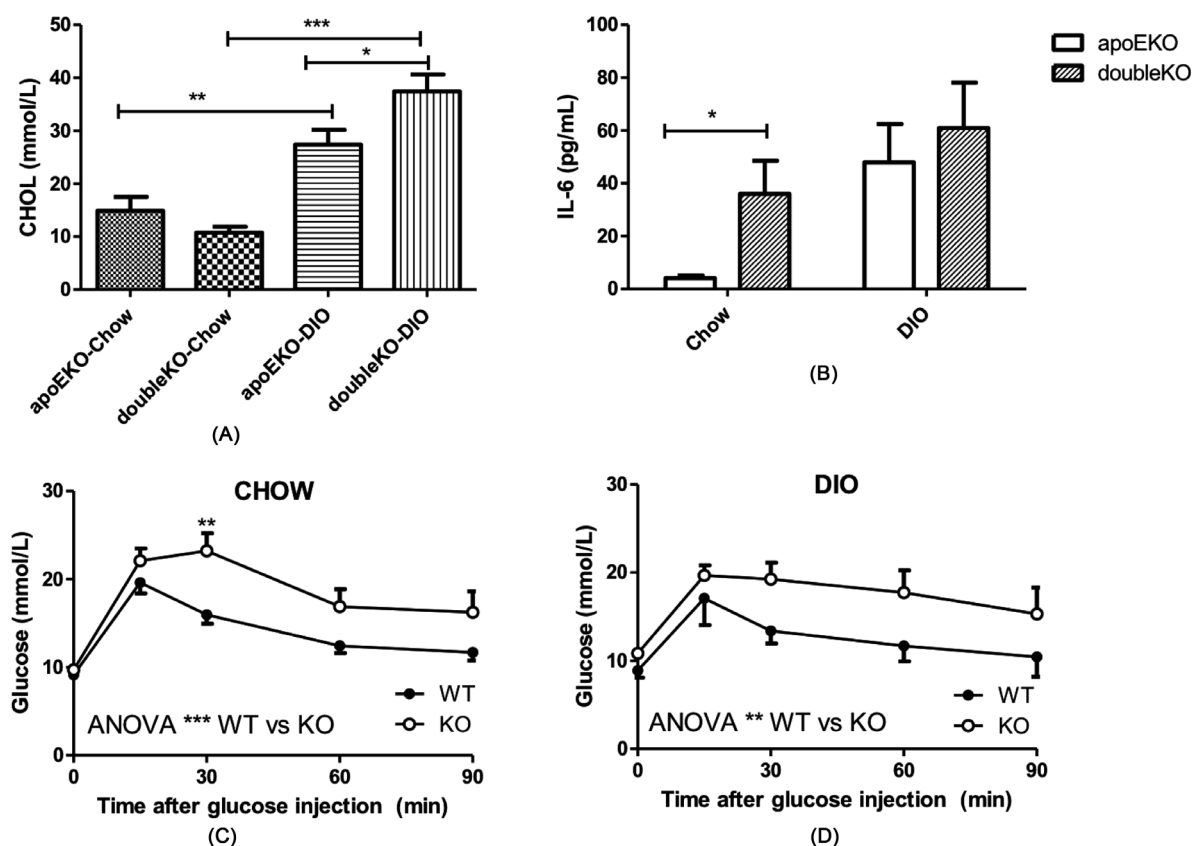 50
40
30
20
10
0
CHOL (mmol/L)
***
*
**
apoEKO-Chow
doubleKO-Chow
apoEKO-DIO
doubleKO-DIO
(A)
100
80
60
40
20
0
IL-6 (pg/mL)
*
Chow
DIO
apoEKO
doubleKO
(B)
CHOW
30
20
10
0
Glucose (mmol/L)
**
WT
KO
ANOVA *** WT vs KO
0
30
60
90
Time after glucose injection (min)
(C)
DIO
30
20
10
0
Glucose (mmol/L)
WT
KO
ANOVA ** WT vs KO
0
30
60
90
Time after glucose injection (min)
(D)